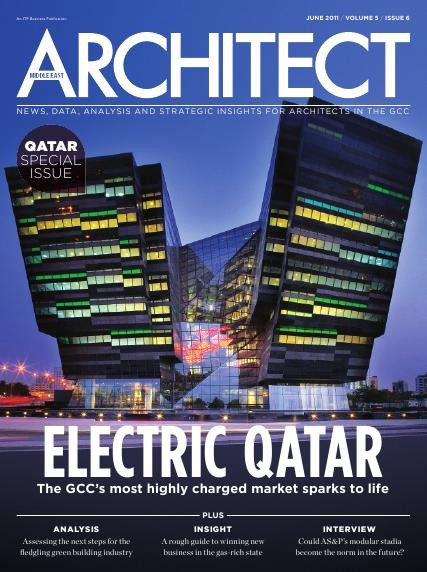 An ITP Business Publication
JUNE 2011 / VOLUME 5 / ISSUE 6
ARCHITECT
MIDDLE EAST
NEWS, DATA, ANALYSIS AND STRATEGIC INSIGHTS FOR ARCHITECTS IN THE GCC
QATAR
SPECIAL
ISSUE
ELECTRIC QATAR
The GCC's most highly charged market sparks to life
PLUS
ANALYSIS
Assessing the next steps for the
fledgling green building industry
INSIGHT
A rough guide to winning new
business in the gas-rich state
INTERVIEW
Could AS&P's modular stadia
become the norm in the future?